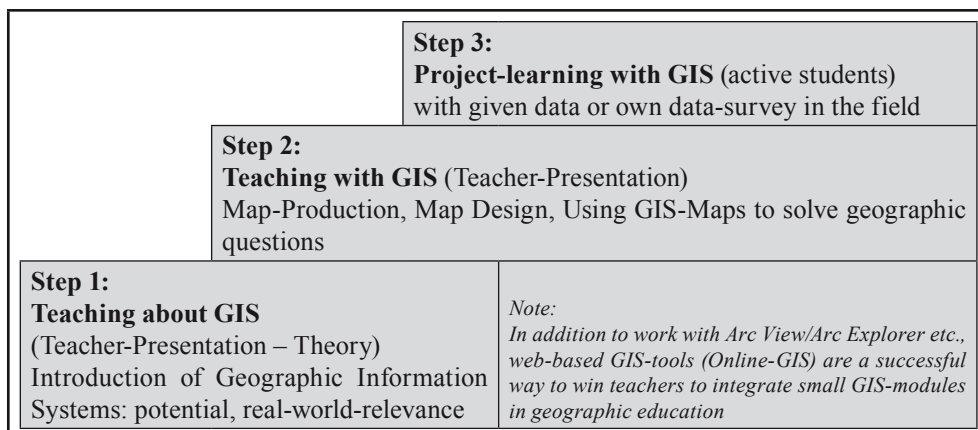 Step 3:
Project-learning with GIS (active students)
with given data or own data-survey in the field
Step 2:
Teaching with GIS (Teacher-Presentation)
Map-Production, Map Design, Using GIS-Maps to solve geographic
questions
Step 1:
Teaching about GIS
(Teacher-Presentation – Theory)
Introduction of Geographic Information
Systems: potential, real-world-relevance
Note:
In addition to work with Arc View/Arc Explorer etc.,
web-based GIS-tools (Online-GIS) are a successful
way to win teachers to integrate small GIS-modules
in geographic education